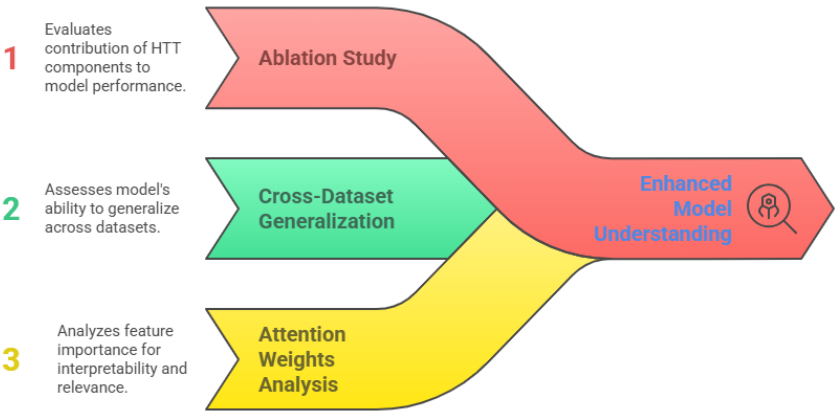 1
Evaluates
contribution of HTT
components to
model performance.
Ablation Study
2
Assesses model's
ability to generalize
across datasets.
Cross-Dataset
Generalization
3
Analyzes feature
importance for
interpretability and
relevance.
Attention
Weights
Analysis
Enhanced
Model
Understanding